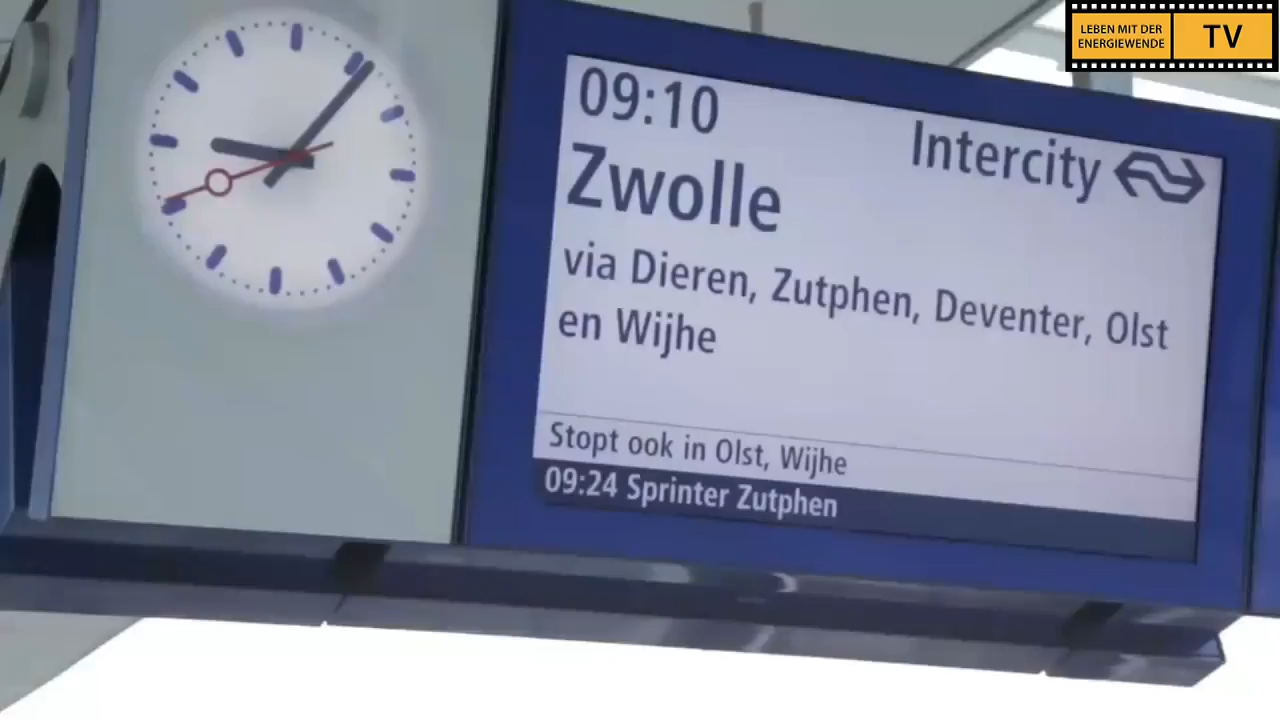 LEBEN MIT DER
ENERGIEWENDE
TV
09:10
Intercity
Zwolle
via Dieren, Zutphen, Deventer, Olst
en Wijhe
Stopt ook in Olst, Wijhe
09:24 Sprinter Zutphen